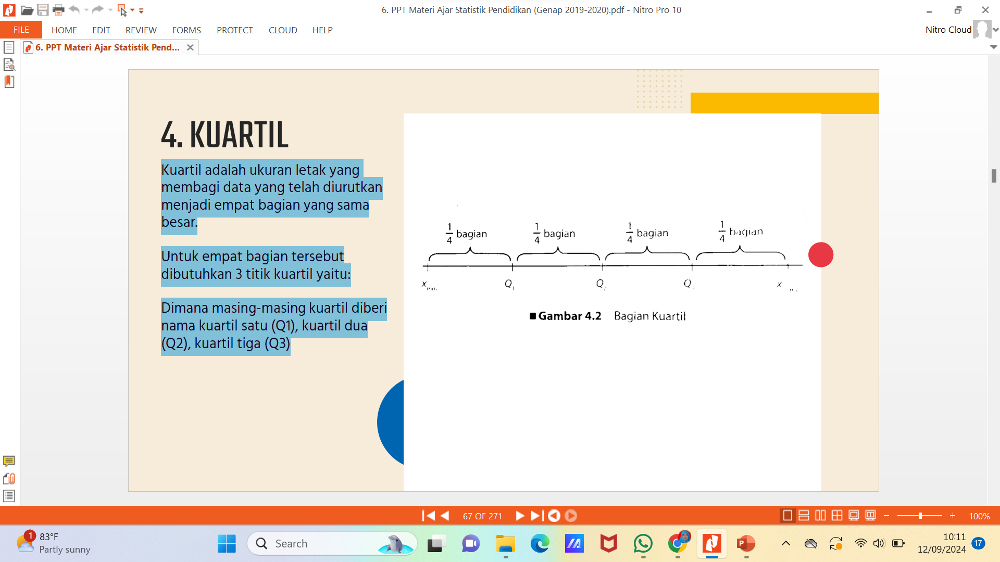 6. PPT Materi Ajar Statistik Pendidikan (Genap 2019-2020).pdf - Nitro Pro 10
FILE HOME EDIT REVIEW FORMS PROTECT CLOUD HELP
Nitro Cloud
6. PPT Materi Ajar Statistik Pend...
4. KUARTIL
Kuartil adalah ukuran letak yang
membagi data yang telah diurutkan
menjadi empat bagian yang sama
besar.
Untuk empat bagian tersebut
dibutuhkan 3 titik kuartil yaitu:
Dimana masing-masing kuartil diberi
nama kuartil satu (Q1), kuartil dua
(Q2), kuartil tiga (Q3)
1/4 bagian 1/4 bagian 1/4 bagian 1/4 bagian
x Q1 Q Q x
Gambar 4.2 Bagian Kuartil
67 OF 271
100%
1
83°F
Partly sunny
Search
P
10:11
12/09/2024
17